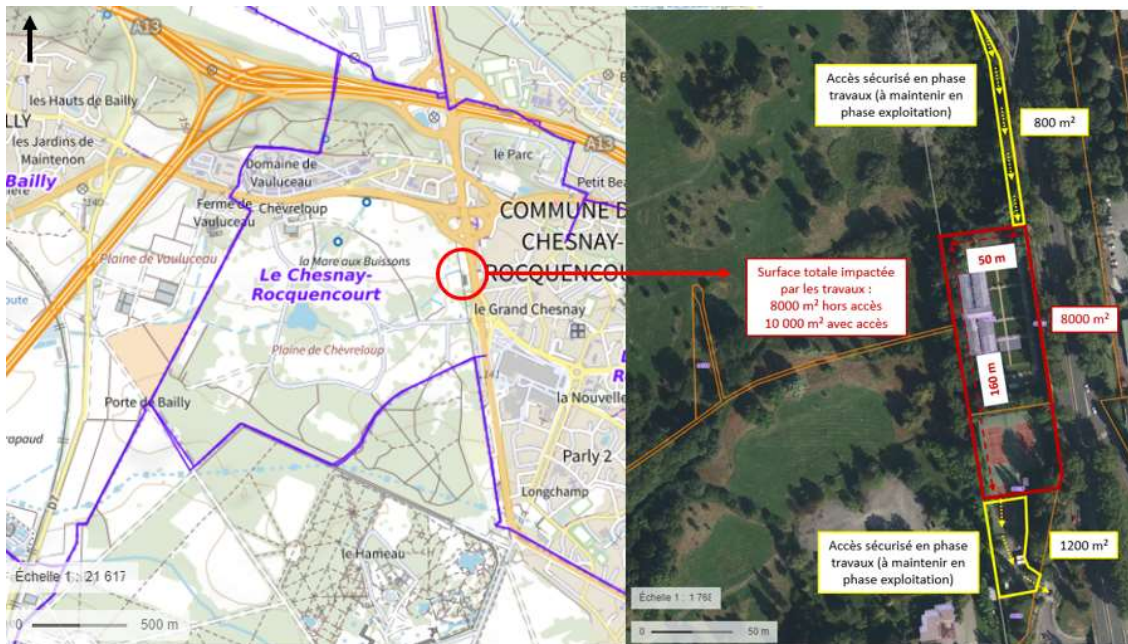 A13
les Hauts de Bailly
LLY
les Jardins de
Maintenon
Bailly
Domaine de
Vauluceau
Ferme de
Vauluceau
Chèvreloup
le Parc
A13
Petit Bea
COMMUNE D
CHESNAY-
ROCQUENCOU
Plaine de Vauluceau
la Mare aux Buissons
Le Chesnay-
Rocquencourt
le Grand Chesnay
Plaine de Chèvreloup
141
Porte de Bailly
la Nouvelle
Parly 2
rapaud
Longchamp
D7
le Hameau
Échelle 1 : 21 617
0 500 m
Accès sécurisé en phase
travaux (à maintenir en
phase exploitation)
800 m²
50 m
Surface totale impactée
par les travaux :
8000 m² hors accès
10 000 m² avec accès
8000 m²
160 m
Accès sécurisé en phase
travaux (à maintenir en
phase exploitation)
1200 m²
Échelle 1 : 1 768
0 50 m